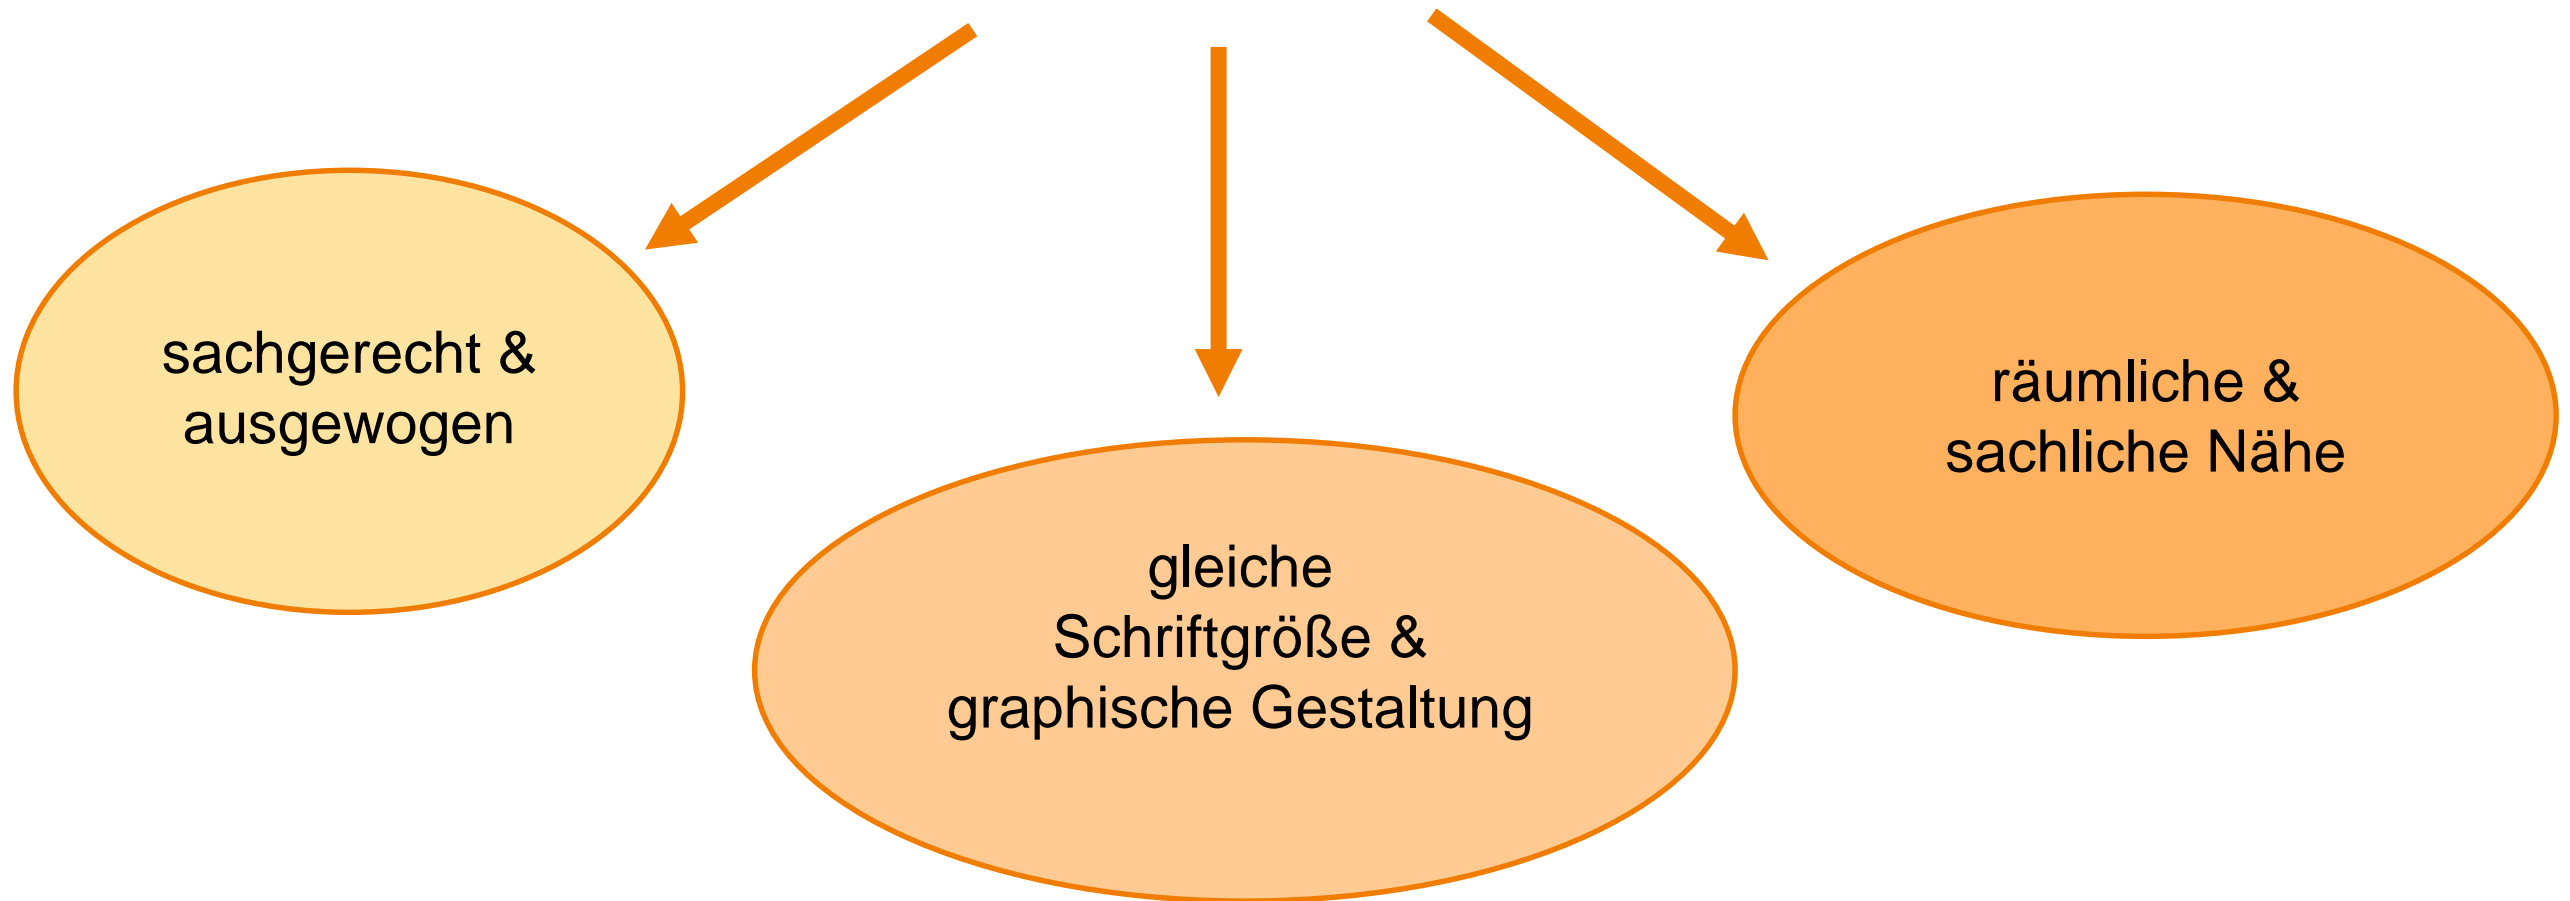 sachgerecht &
ausgewogen
gleiche
Schriftgröße &
graphische Gestaltung
räumliche &
sachliche Nähe